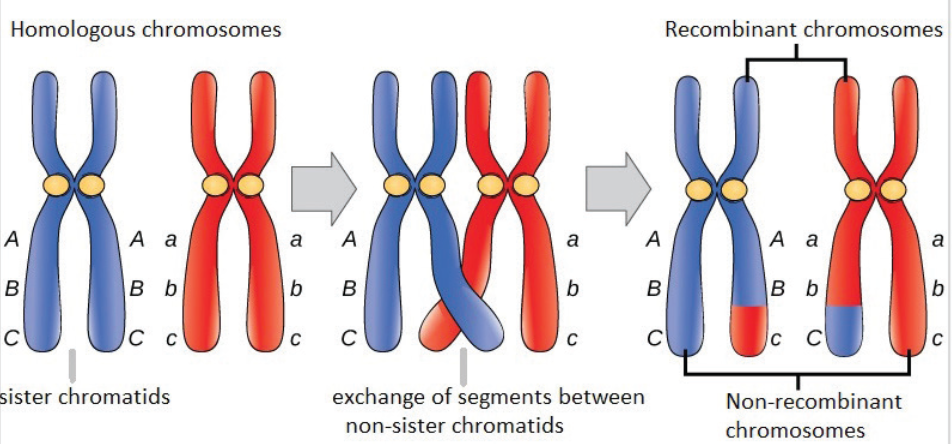 Homologous chromosomes
Recombinant chromosomes
A A a a A a A A a a
B B b b B b B B b b
C C c c C c C c C c
sister chromatids
exchange of segments between
non-sister chromatids
Non-recombinant
chromosomes